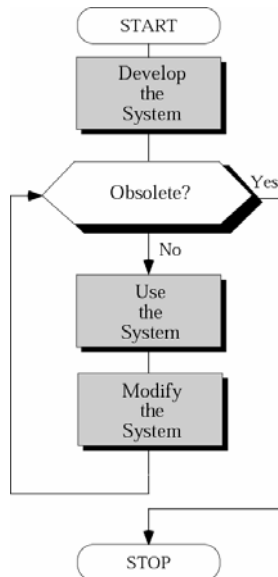 START
Develop
the
System
Obsolete?
Yes
No
Use
the
System
Modify
the
System
STOP